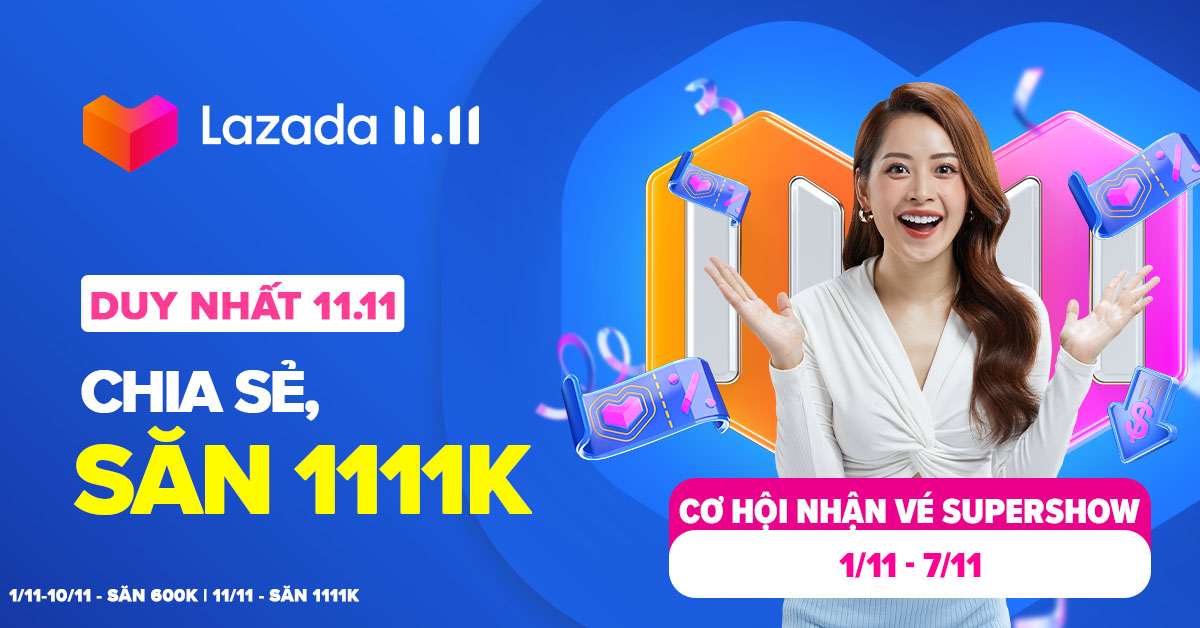 Lazada 11.11
DUY NHẤT 11.11
CHIA SẺ,
SĂN 1111K
CƠ HỘI NHẬN VÉ SUPERSHOW
1/11 - 7/11
1/11-10/11 - SĂN 600K | 11/11 - SĂN 1111K